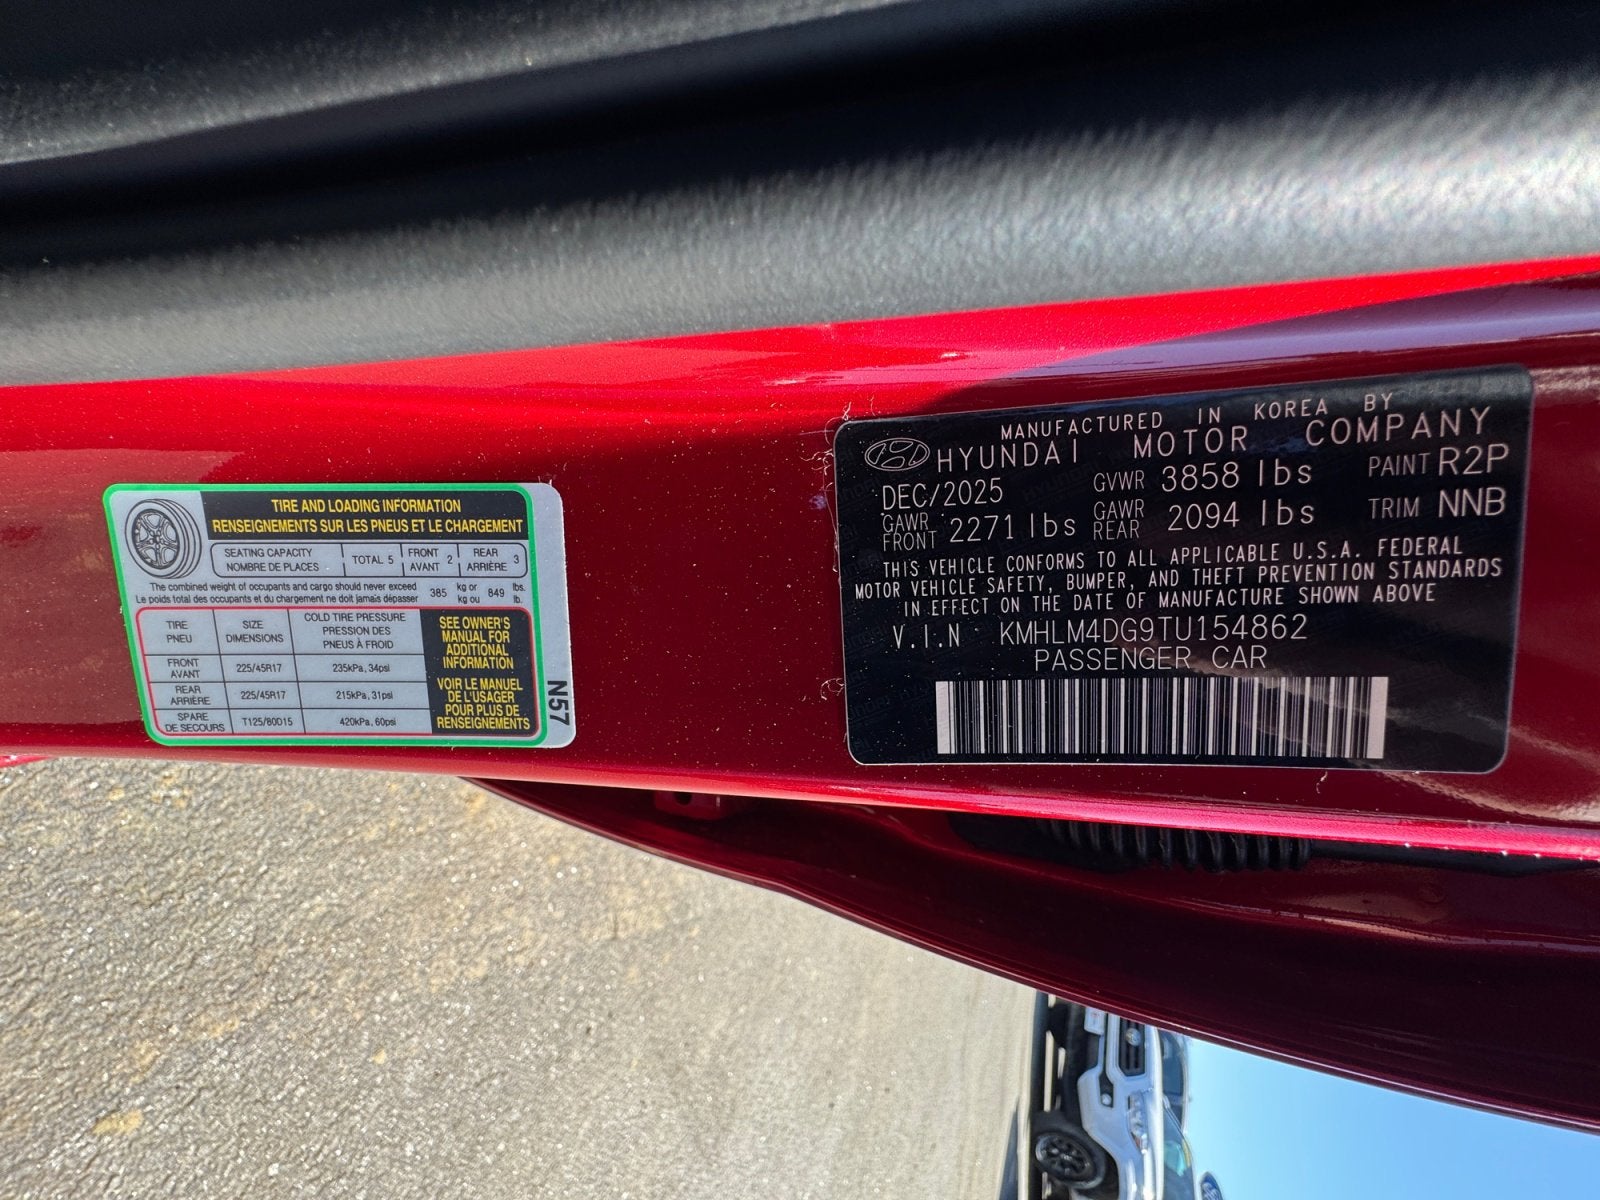 TIRE AND LOADING INFORMATION
RENSEIGNEMENTS SUR LES PNEUS ET LE CHARGEMENT
SEATING CAPACITY
NOMBRE DE PLACES
TOTAL 5
FRONT
AVANT 2
REAR
ARRIÈRE 3
The combined weight of occupants and cargo should never exceed
Le poids total des occupants et du chargement ne doit jamais dépasser
385 kg or
kg ou 849 lbs.
lb.
TIRE
PNEU
SIZE
DIMENSIONS
COLD TIRE PRESSURE
PRESSION DES
PNEUS À FROID
FRONT
AVANT
225/45R17
235kPa, 34psi
REAR
ARRIÈRE
225/45R17
215kPa, 31psi
SPARE
DE SECOURS
T125/80D15
420kPa, 60psi
SEE OWNER'S
MANUAL FOR
ADDITIONAL
INFORMATION
VOIR LE MANUEL
DE L'USAGER
POUR PLUS DE
RENSEIGNEMENTS
N57
MANUFACTURED IN KOREA BY
HYUNDAI MOTOR COMPANY
DEC/2025 GVWR 3858 lbs PAINT R2P
GAWR
FRONT 2271 lbs GAWR
REAR 2094 lbs TRIM NNB
THIS VEHICLE CONFORMS TO ALL APPLICABLE U.S.A. FEDERAL
MOTOR VEHICLE SAFETY, BUMPER, AND THEFT PREVENTION STANDARDS
IN EFFECT ON THE DATE OF MANUFACTURE SHOWN ABOVE
V.I.N KMHLM4DG9TU154862
PASSENGER CAR